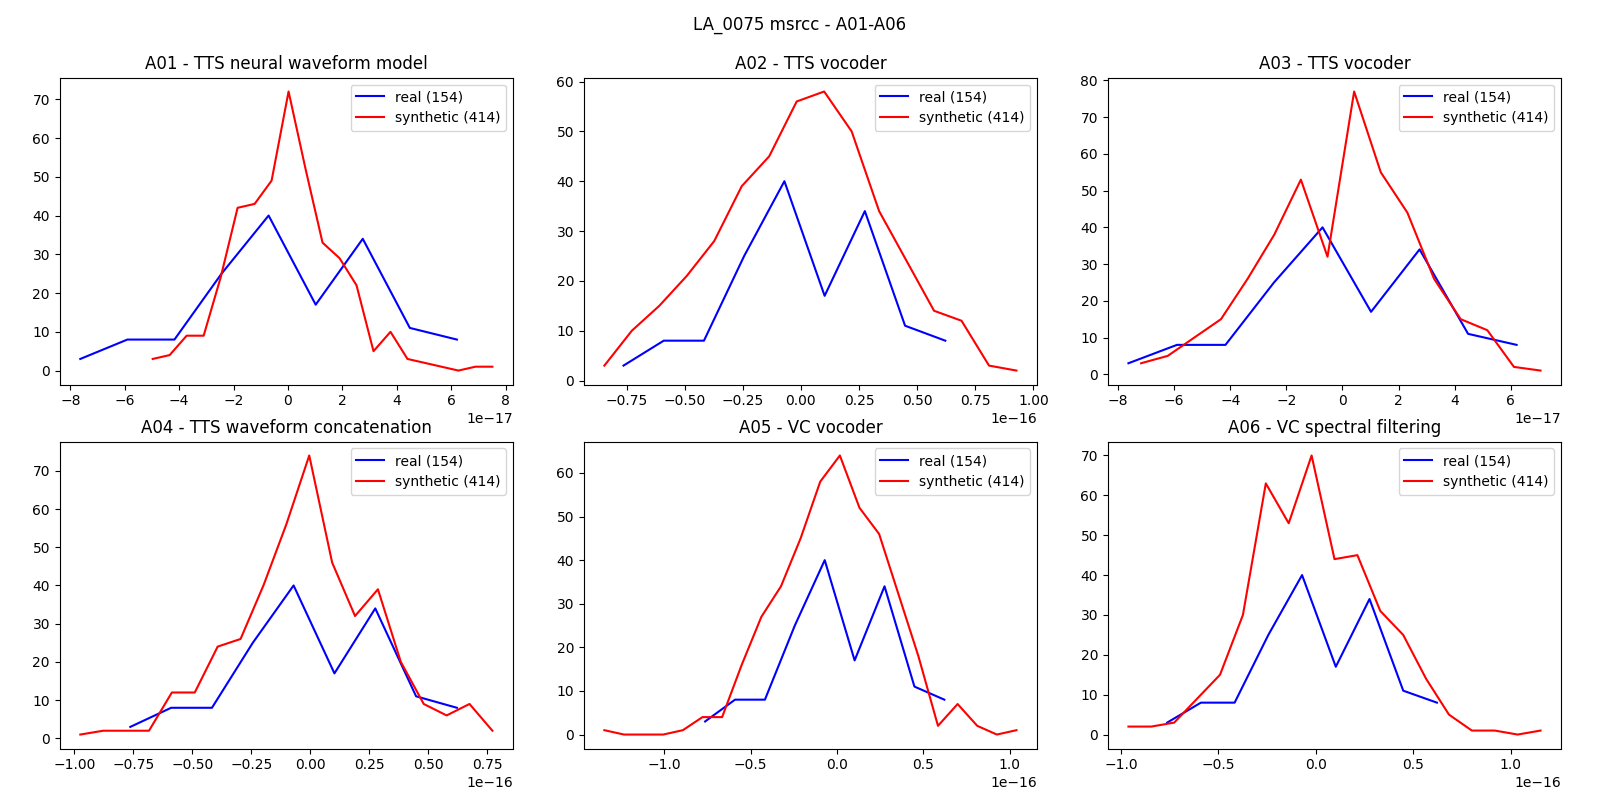 LA_0075 msrcc - A01-A06
A01 - TTS neural waveform model
real (154)
synthetic (414)
70
60
50
40
30
20
10
0
−8 −6 −4 −2 0 2 4 6 8
1e−17
A02 - TTS vocoder
real (154)
synthetic (414)
60
50
40
30
20
10
0
−0.75 −0.50 −0.25 0.00 0.25 0.50 0.75 1.00
1e−16
A03 - TTS vocoder
real (154)
synthetic (414)
80
70
60
50
40
30
20
10
0
−8 −6 −4 −2 0 2 4 6
1e−17
A04 - TTS waveform concatenation
real (154)
synthetic (414)
70
60
50
40
30
20
10
0
−1.00 −0.75 −0.50 −0.25 0.00 0.25 0.50 0.75
1e−16
A05 - VC vocoder
real (154)
synthetic (414)
60
50
40
30
20
10
0
−1.0 −0.5 0.0 0.5 1.0
1e−16
A06 - VC spectral filtering
real (154)
synthetic (414)
70
60
50
40
30
20
10
0
−1.0 −0.5 0.0 0.5 1.0
1e−16